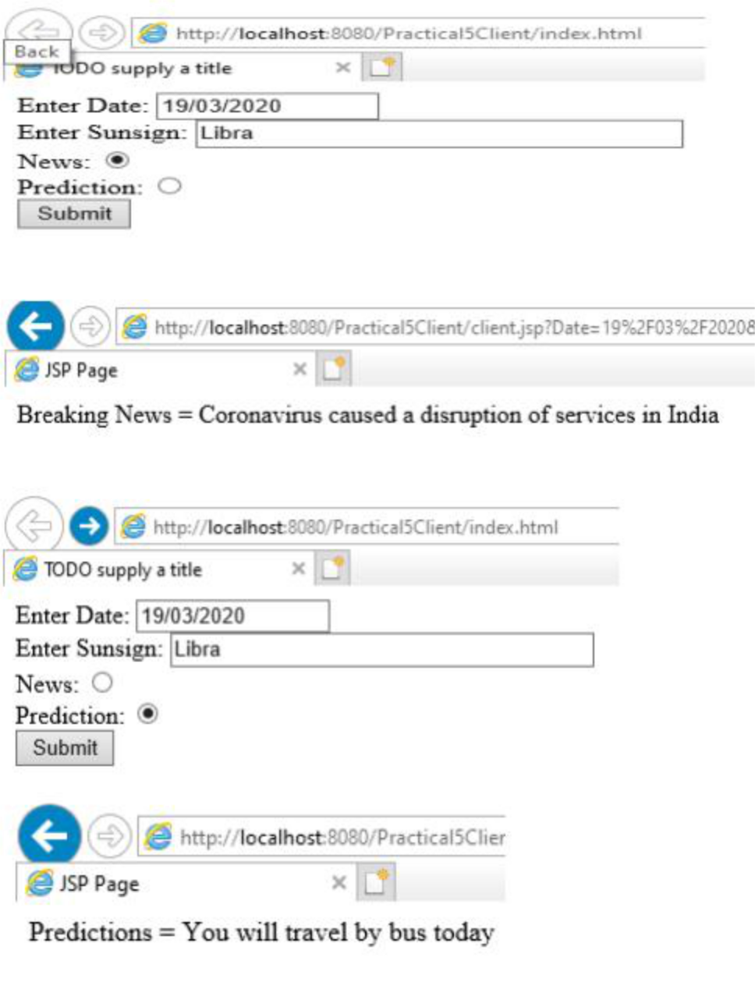 http://localhost:8080/Practical5Client/index.html
Back
TODO supply a title
Enter Date: 19/03/2020
Enter Sunsign: Libra
News:
Prediction:
Submit
http://localhost:8080/Practical5Client/client.jsp?Date=19%2F03%2F2020&
JSP Page
Breaking News = Coronavirus caused a disruption of services in India
http://localhost:8080/Practical5Client/index.html
TODO supply a title
Enter Date: 19/03/2020
Enter Sunsign: Libra
News:
Prediction:
Submit
http://localhost:8080/Practical5Clier
JSP Page
Predictions = You will travel by bus today